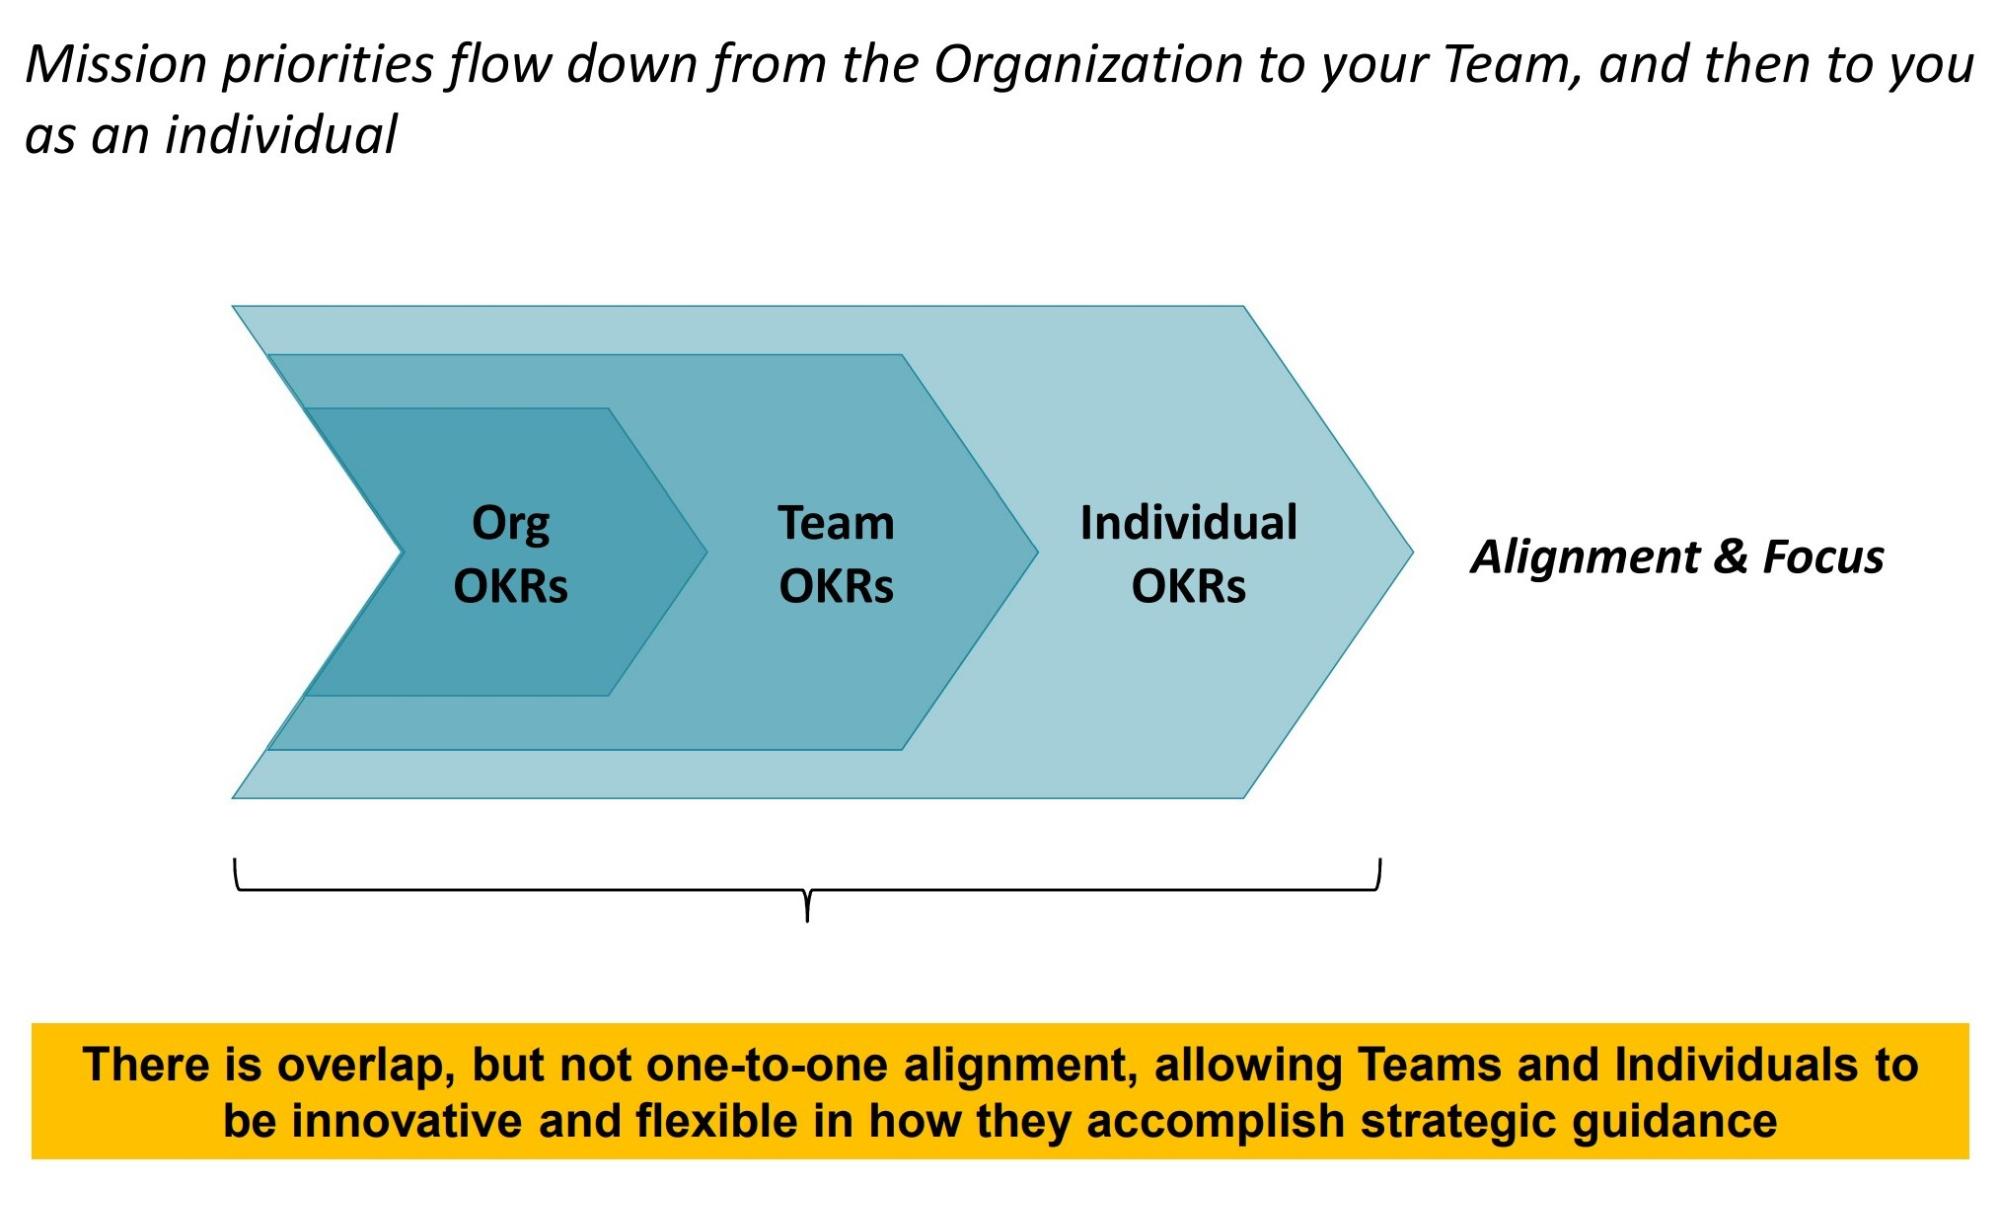 Mission priorities flow down from the Organization to your Team, and then to you
as an individual
Org
OKRs
Team
OKRs
Individual
OKRs
Alignment & Focus
There is overlap, but not one-to-one alignment, allowing Teams and Individuals to
be innovative and flexible in how they accomplish strategic guidance